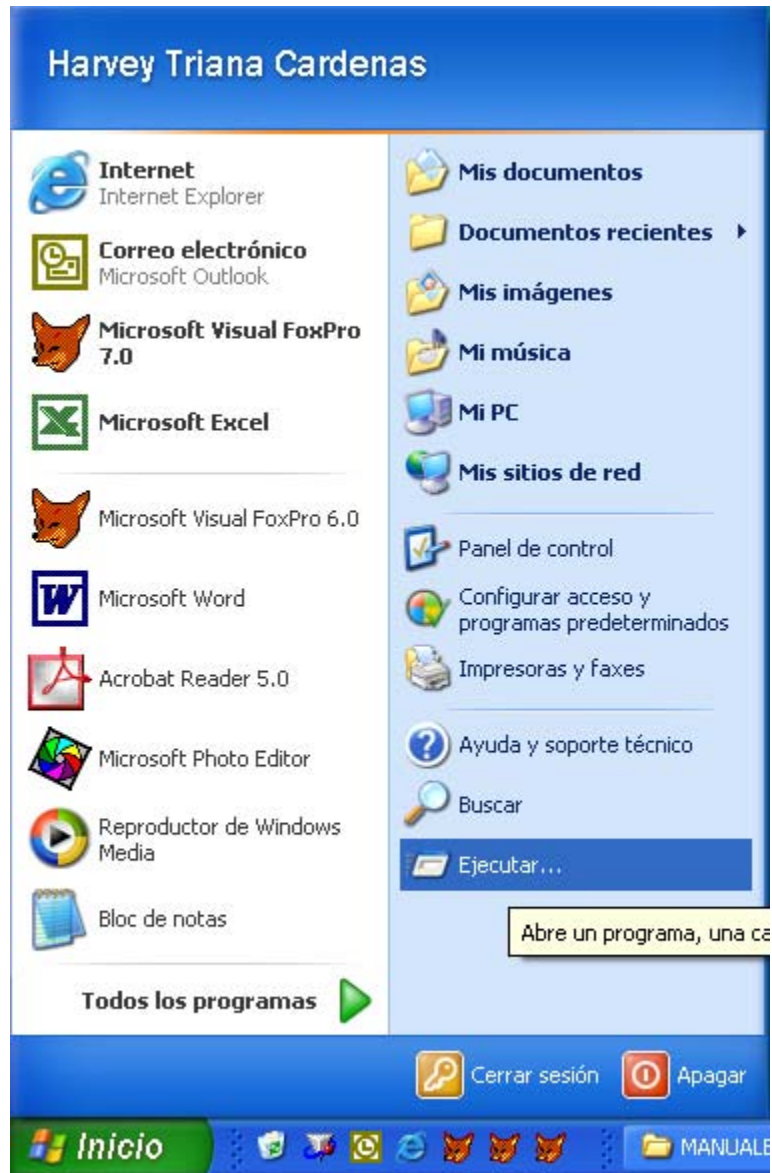 Harvey Triana Cardenas
Internet
Internet Explorer
Correo electrónico
Microsoft Outlook
Microsoft Visual FoxPro
7.0
Microsoft Excel
Microsoft Visual FoxPro 6.0
Microsoft Word
Acrobat Reader 5.0
Microsoft Photo Editor
Reproductor de Windows
Media
Bloc de notas
Todos los programas
Mis documentos
Documentos recientes
Mis imágenes
Mi música
Mi PC
Mis sitios de red
Panel de control
Configurar acceso y
programas predeterminados
Impresoras y faxes
Ayuda y soporte técnico
Buscar
Ejecutar...
Abre un programa, una ca
Cerrar sesión
Apagar
Inicio
MANUALE